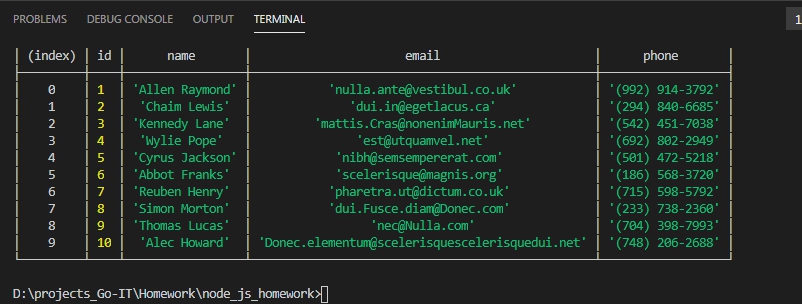 PROBLEMS DEBUG CONSOLE OUTPUT TERMINAL 1
(index) id name email phone
0 1 'Allen Raymond' 'nulla.ante@vestibul.co.uk' '(992) 914-3792'
1 2 'Chaim Lewis' 'dui.in@egetlacus.ca' '(294) 840-6685'
2 3 'Kennedy Lane' 'mattis.Cras@nonenimMauris.net' '(542) 451-7038'
3 4 'Wylie Pope' 'est@utquamvel.net' '(692) 802-2949'
4 5 'Cyrus Jackson' 'nibh@semsempererat.com' '(501) 472-5218'
5 6 'Abbot Franks' 'scelerisque@magnis.org' '(186) 568-3720'
6 7 'Reuben Henry' 'pharetra.ut@dictum.co.uk' '(715) 598-5792'
7 8 'Simon Morton' 'dui.Fusce.diam@Donec.com' '(233) 738-2360'
8 9 'Thomas Lucas' 'nec@Nulla.com' '(704) 398-7993'
9 10 'Alec Howard' 'Donec.elementum@scelerisquescelerisquedui.net' '(748) 206-2688'
D:\projects_Go-IT\Homework\node_js_homework>